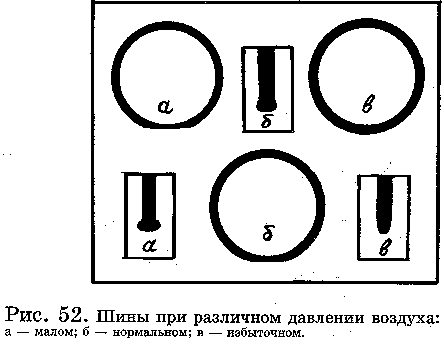 а
б
в
а
б
в
Рис. 52. Шины при различном давлении воздуха:
а — малом; б — нормальном; в — избыточном.